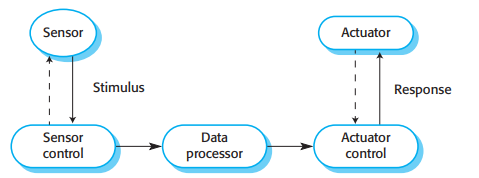 Sensor
Actuator
Stimulus
Response
Sensor
control
Data
processor
Actuator
control